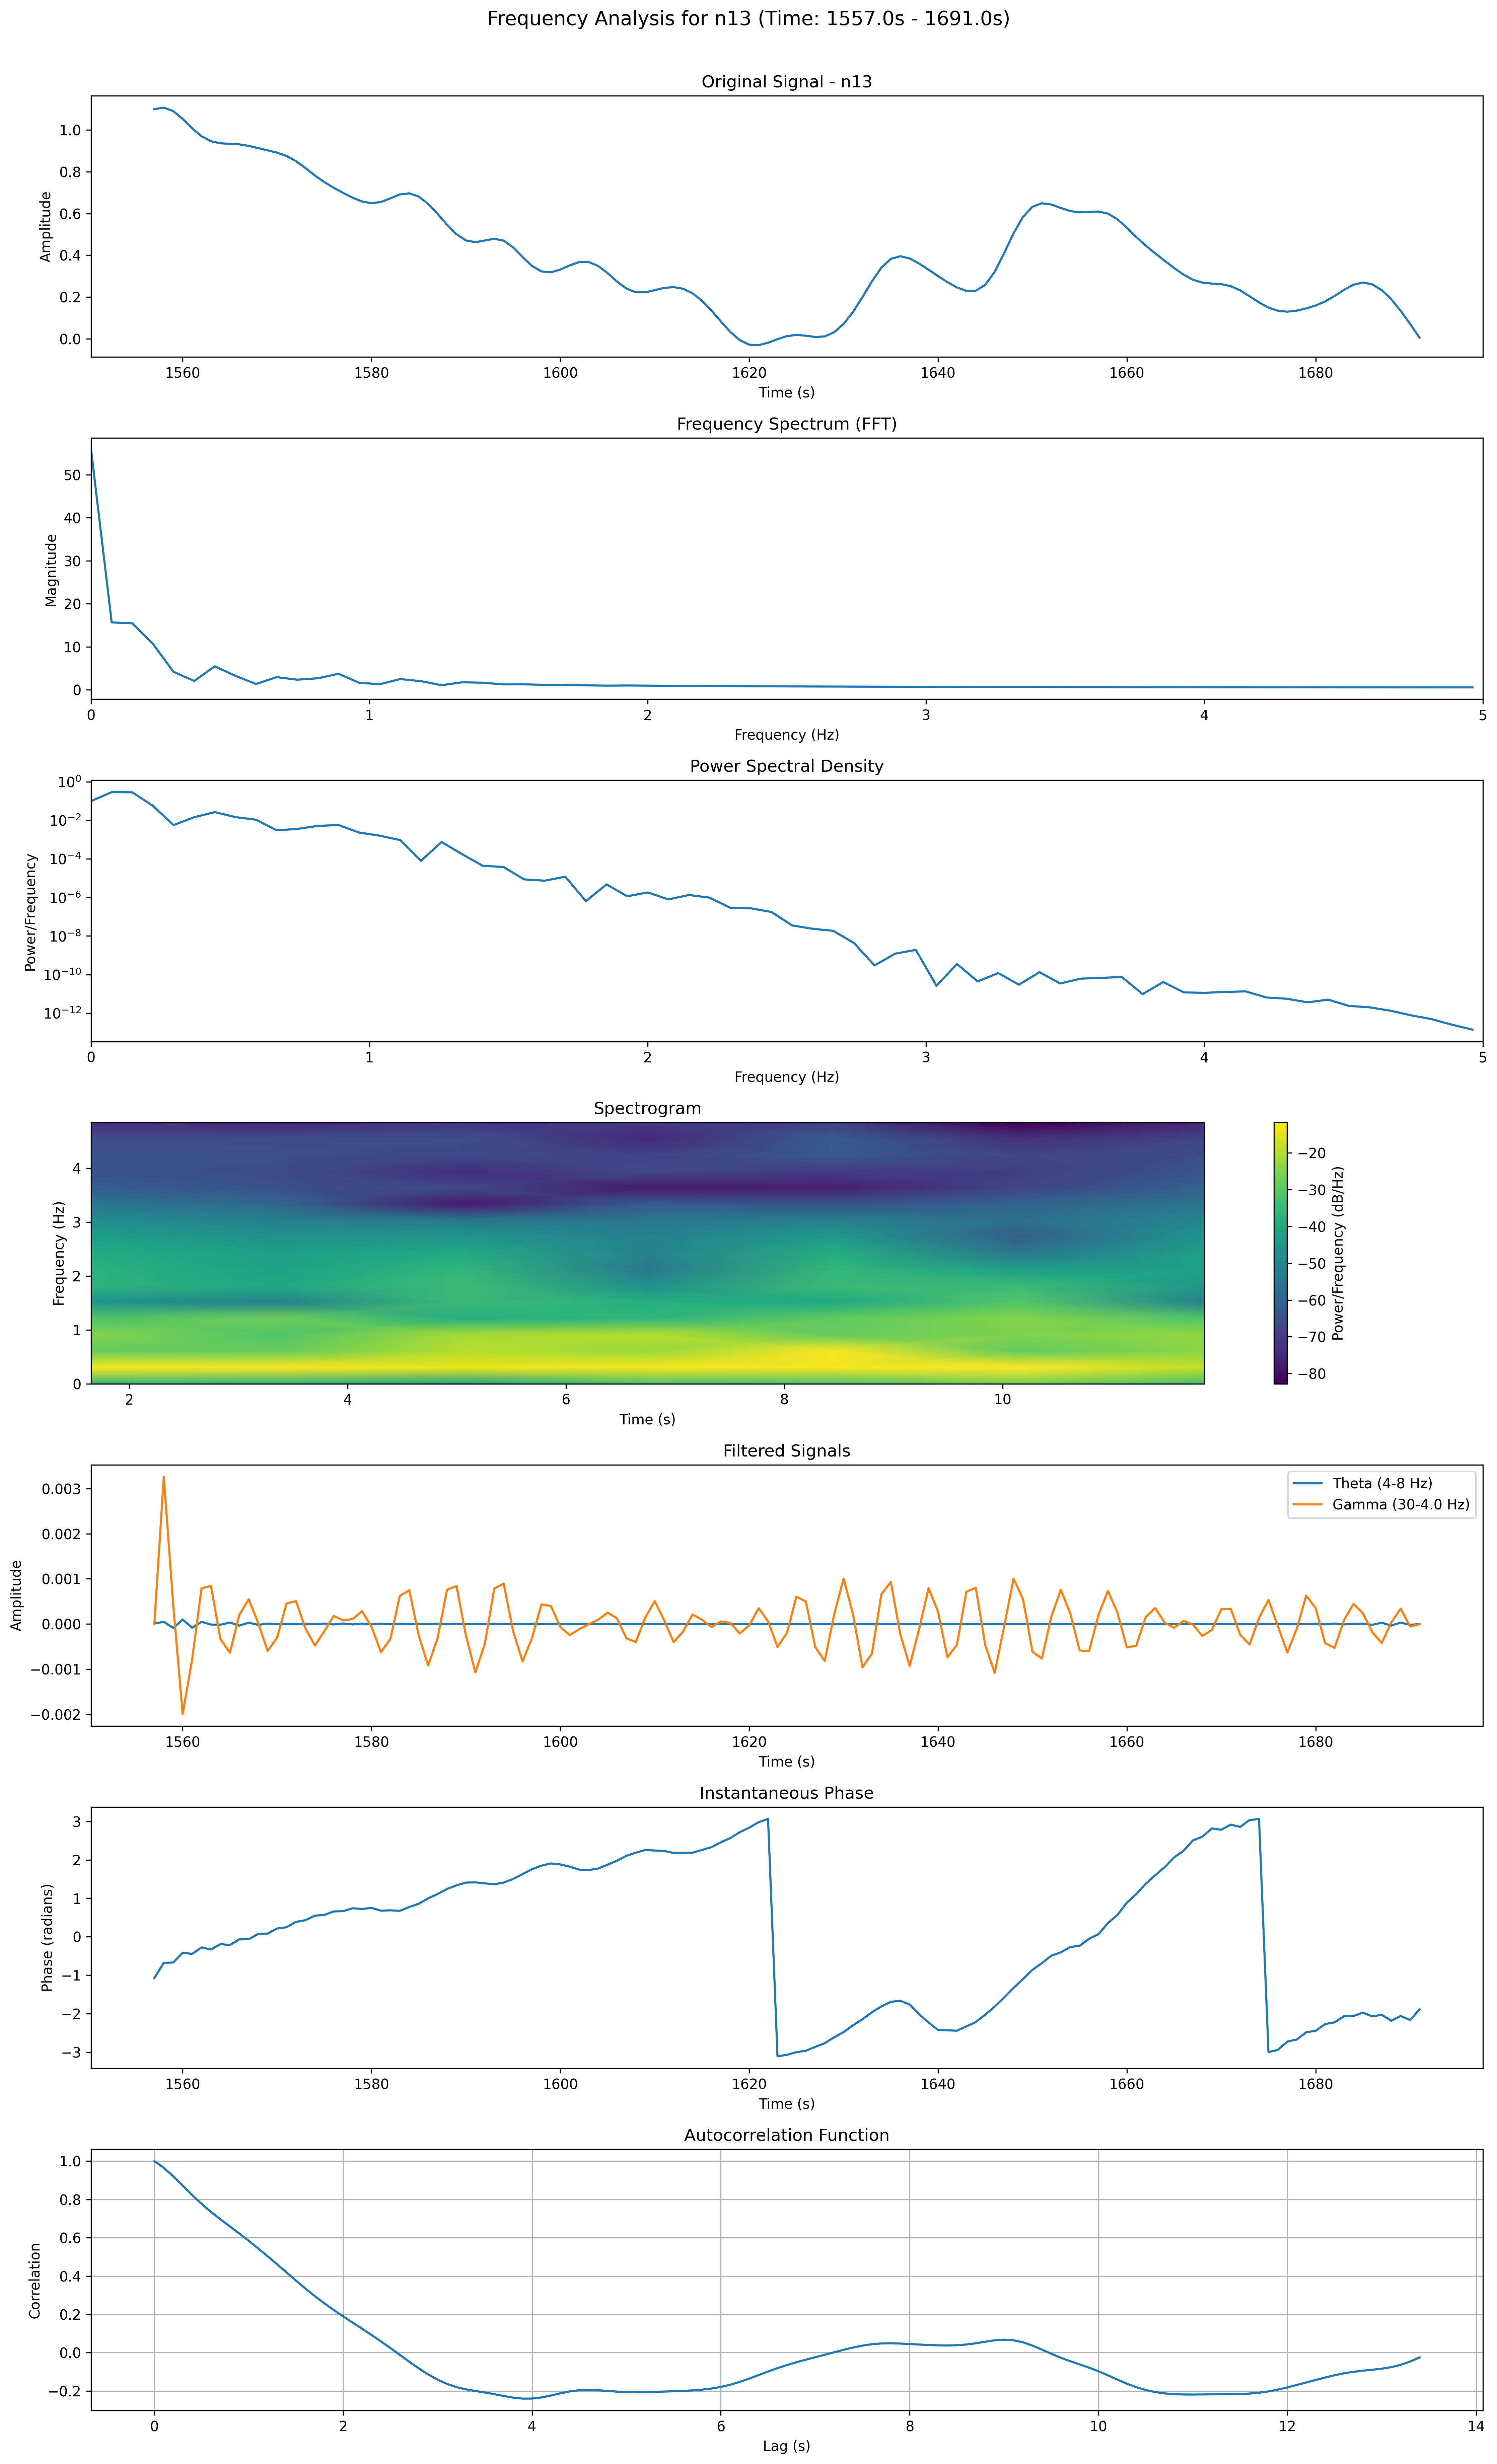 Frequency Analysis for n13 (Time: 1557.0s - 1691.0s)
Original Signal - n13
Amplitude
1.0
0.8
0.6
0.4
0.2
0.0
1560 1580 1600 1620 1640 1660 1680
Time (s)
Frequency Spectrum (FFT)
Magnitude
50
40
30
20
10
0
0 1 2 3 4 5
Frequency (Hz)
Power Spectral Density
Power/Frequency
10⁰
10⁻²
10⁻⁴
10⁻⁶
10⁻⁸
10⁻¹⁰
10⁻¹²
0 1 2 3 4 5
Frequency (Hz)
Spectrogram
Frequency (Hz)
4
3
2
1
0
2 4 6 8 10
Time (s)
−20
−30
−40
−50
−60
−70
−80
Power/Frequency (dB/Hz)
Filtered Signals
Amplitude
0.003
0.002
0.001
0.000
−0.001
−0.002
Theta (4-8 Hz)
Gamma (30-4.0 Hz)
1560 1580 1600 1620 1640 1660 1680
Time (s)
Instantaneous Phase
Phase (radians)
3
2
1
0
−1
−2
−3
1560 1580 1600 1620 1640 1660 1680
Time (s)
Autocorrelation Function
Correlation
1.0
0.8
0.6
0.4
0.2
0.0
−0.2
0 2 4 6 8 10 12 14
Lag (s)